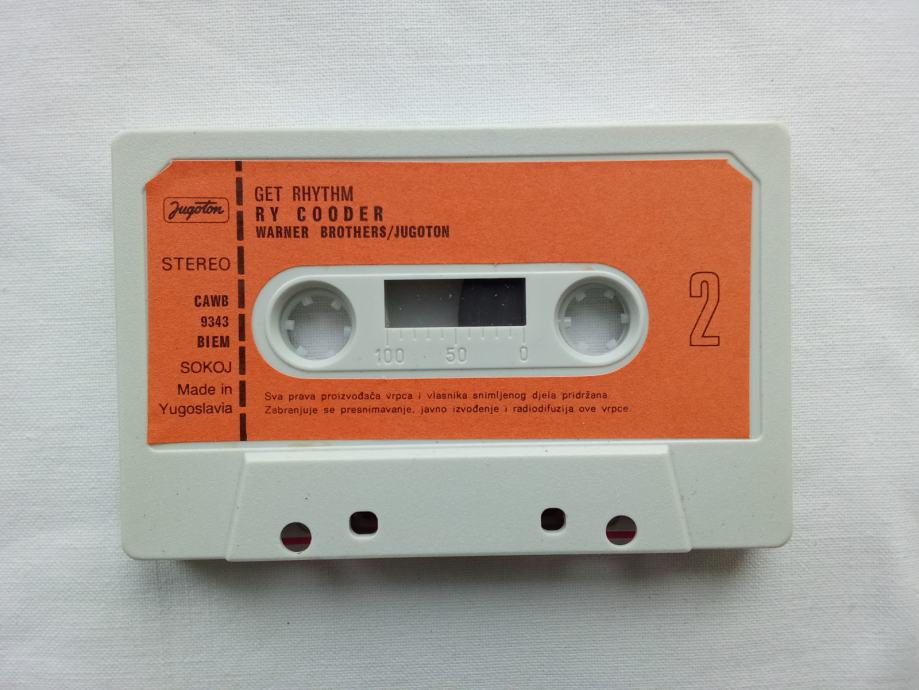 Jugoton
STEREO
CAWB
9343
BIEM
SOKOJ
Made in
Yugoslavia
GET RHYTHM
RY COODER
WARNER BROTHERS/JUGOTON
2
100 50 0
Sva prava proizvođača vrpca i vlasnika snimljenog djela pridržana.
Zabranjuje se presnimavanje, javno izvođenje i radiodifuzija ove vrpce.